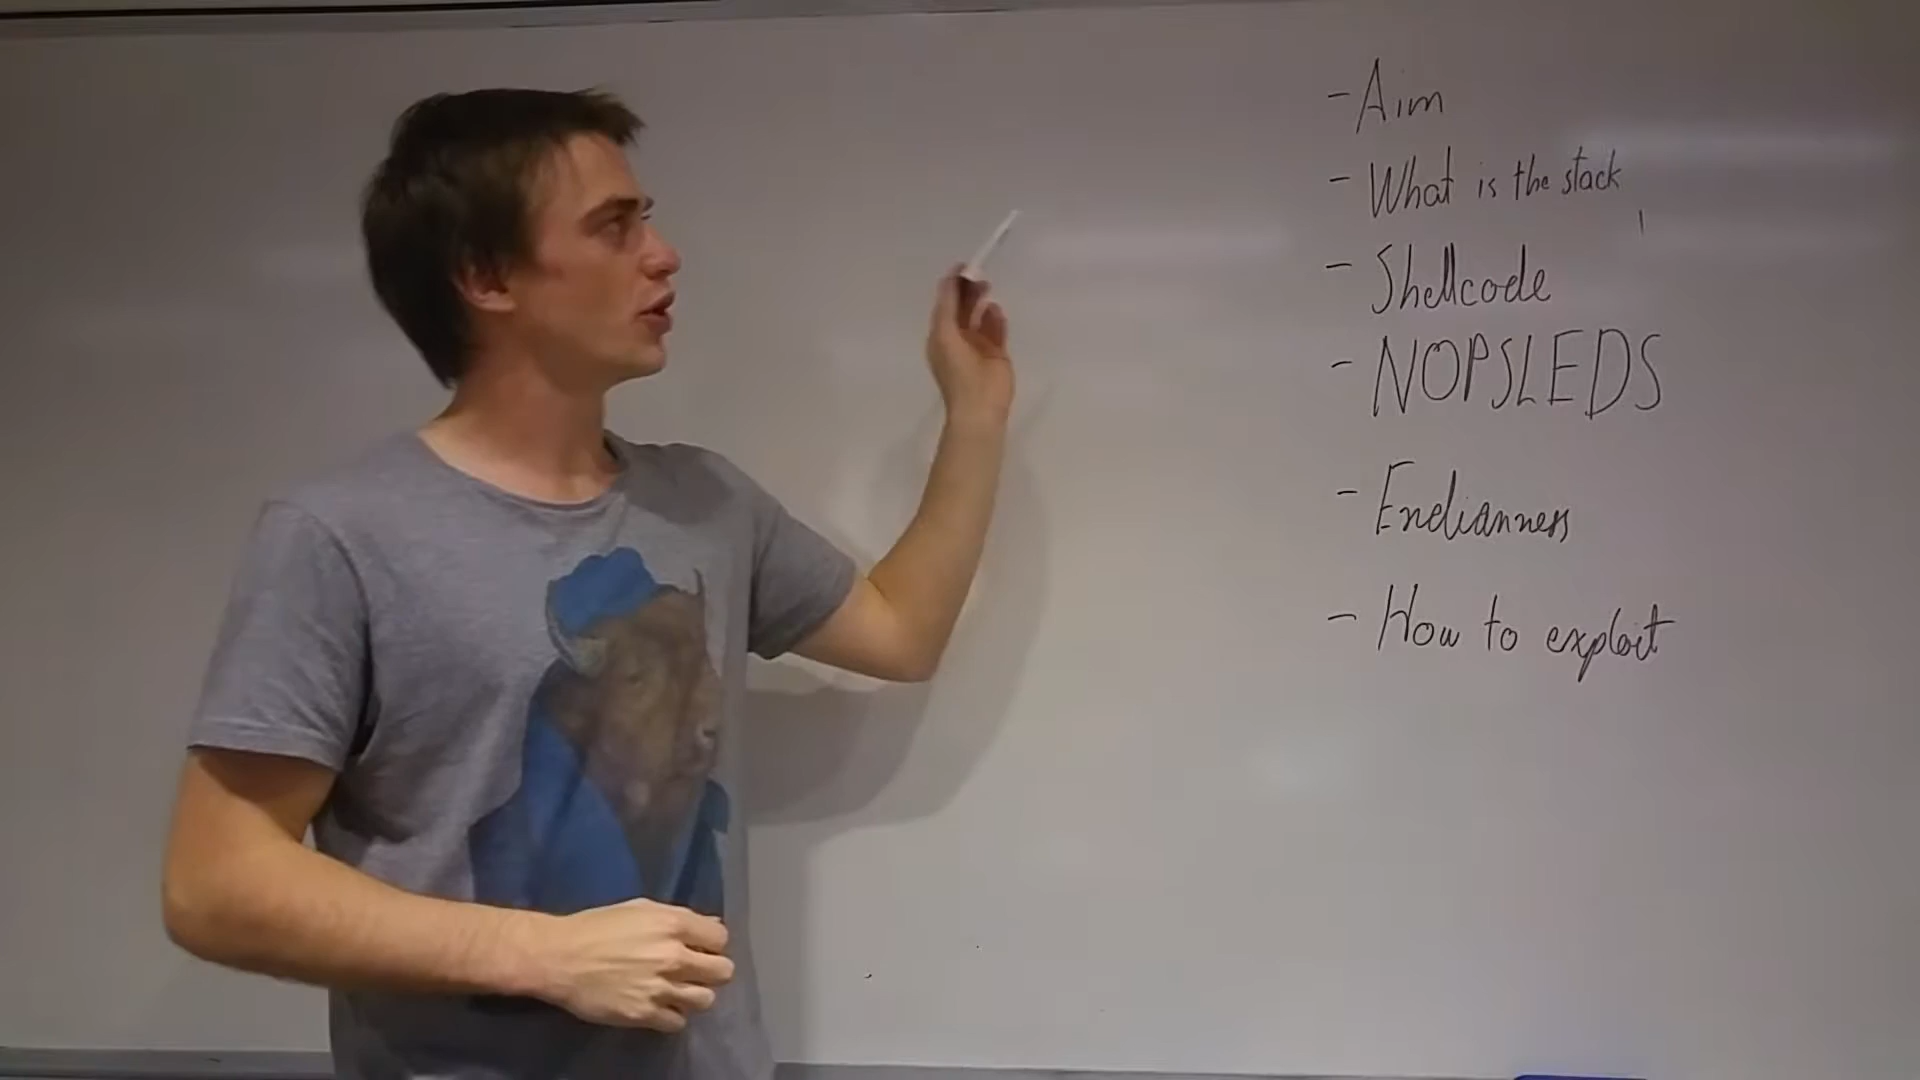 - Aim
- What is the stack
- Shellcode
- NOPSLEDS
- Endianness
- How to exploit